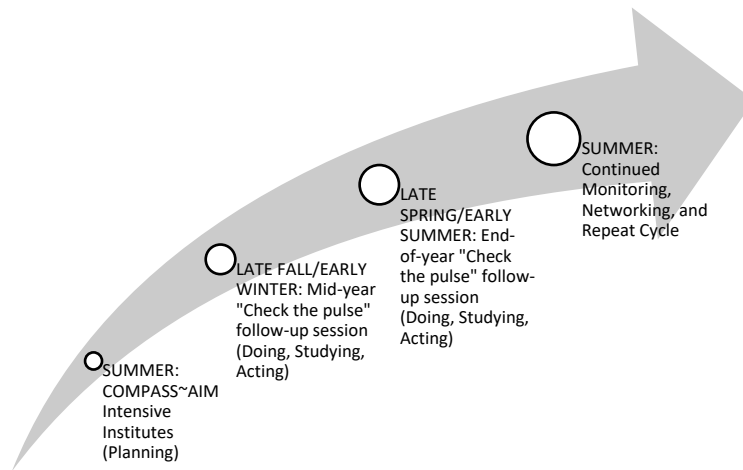 SUMMER:
COMPASS~AIM
Intensive
Institutes
(Planning)
LATE FALL/EARLY
WINTER: Mid-year
"Check the pulse"
follow-up session
(Doing, Studying,
Acting)
LATE
SPRING/EARLY
SUMMER: End-
of-year "Check
the pulse" follow-
up session
(Doing, Studying,
Acting)
SUMMER:
Continued
Monitoring,
Networking, and
Repeat Cycle